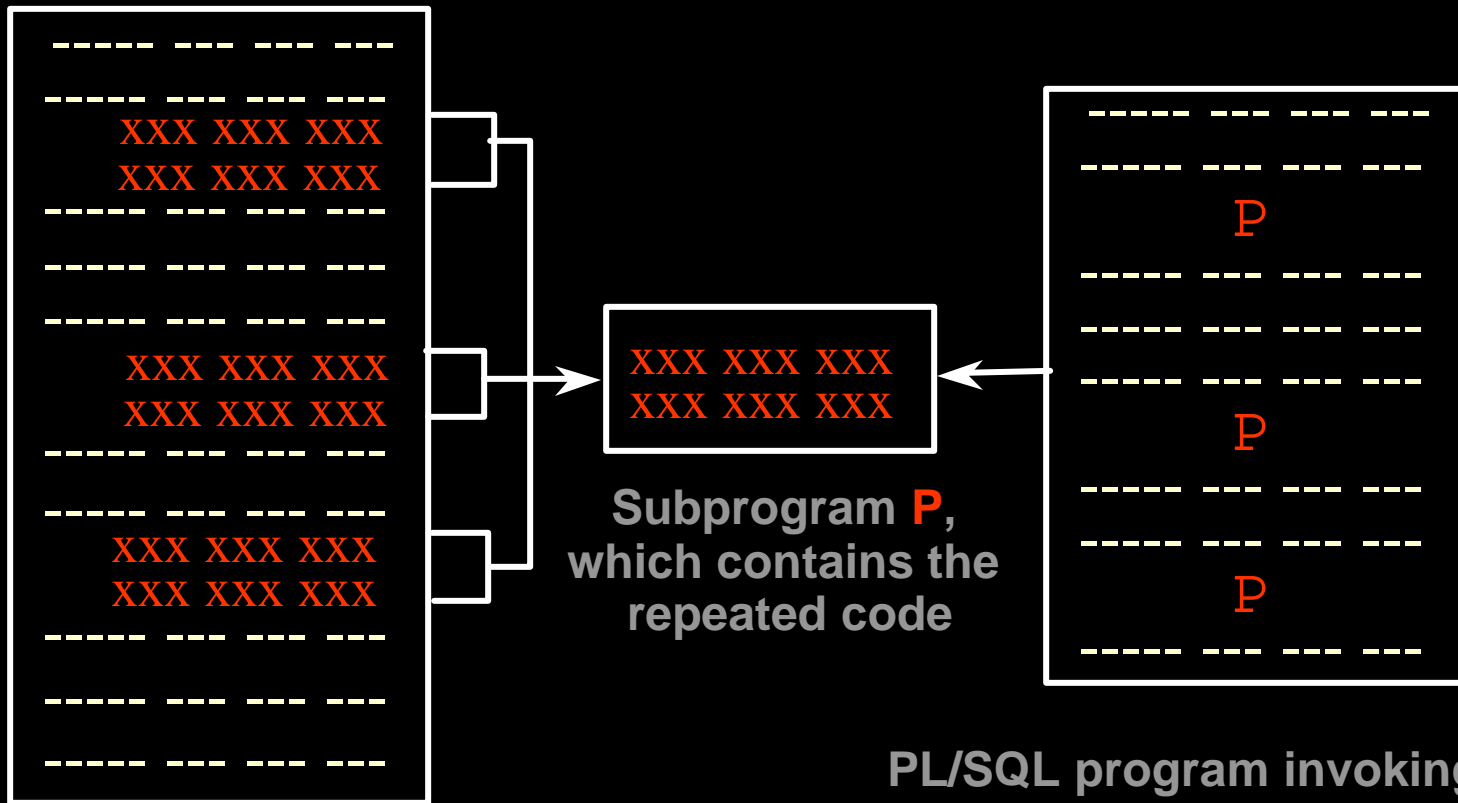 ----- --- --- ---
----- --- --- ---
XXX XXX XXX
XXX XXX XXX
----- --- --- ---
----- --- --- ---
----- --- --- ---
XXX XXX XXX
XXX XXX XXX
----- --- --- ---
----- --- --- ---
XXX XXX XXX
XXX XXX XXX
----- --- --- ---
----- --- --- ---
----- --- --- ---
XXX XXX XXX
XXX XXX XXX
Subprogram P,
which contains the
repeated code
----- --- --- ---
----- --- --- ---
P
----- --- --- ---
----- --- --- ---
----- --- --- ---
P
----- --- --- ---
----- --- --- ---
P
----- --- --- ---
PL/SQL program invoking